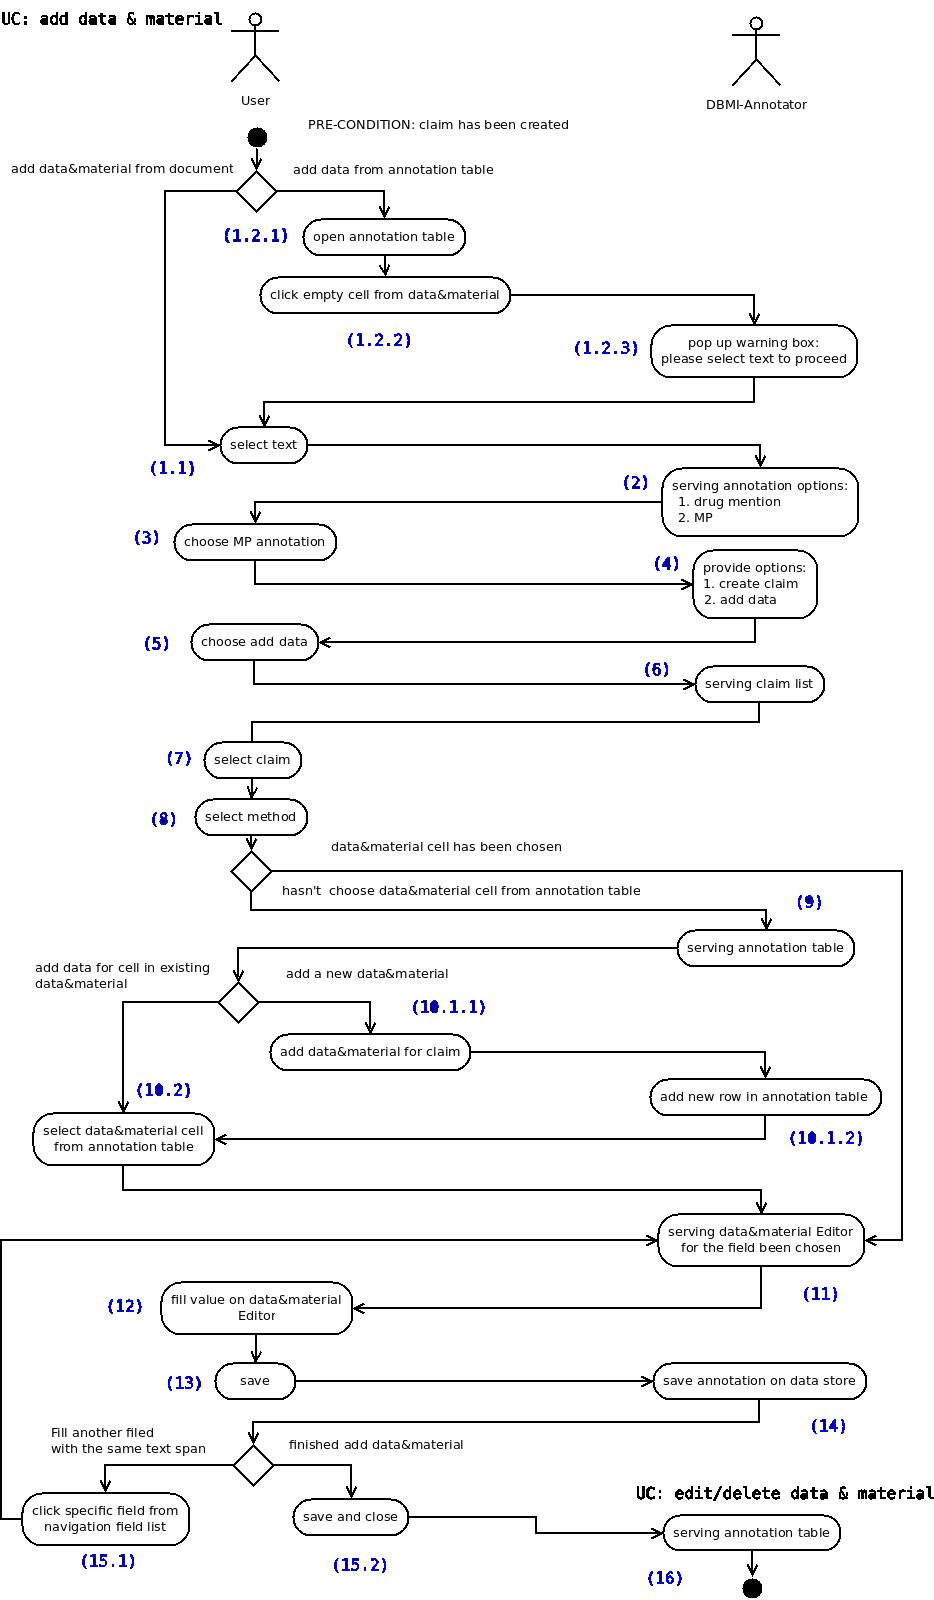 UC: add data & material
User
DBMI-Annotator
PRE-CONDITION: claim has been created
add data&material from document
add data from annotation table
(1.2.1)
open annotation table
click empty cell from data&material
(1.2.2)
(1.2.3)
pop up warning box:
please select text to proceed
select text
(1.1)
(2)
serving annotation options:
1. drug mention
2. MP
(3)
choose MP annotation
(4)
provide options:
1. create claim
2. add data
(5)
choose add data
(6)
serving claim list
(7)
select claim
(8)
select method
data&material cell has been chosen
hasn't choose data&material cell from annotation table
(9)
serving annotation table
add data for cell in existing
data&material
add a new data&material
(10.1.1)
add data&material for claim
(10.2)
add new row in annotation table
(10.1.2)
select data&material cell
from annotation table
serving data&material Editor
for the field been chosen
(11)
(12)
fill value on data&material
Editor
(13)
save
save annotation on data store
(14)
Fill another filed
with the same text span
finished add data&material
click specific field from
navigation field list
(15.1)
save and close
(15.2)
UC: edit/delete data & material
serving annotation table
(16)